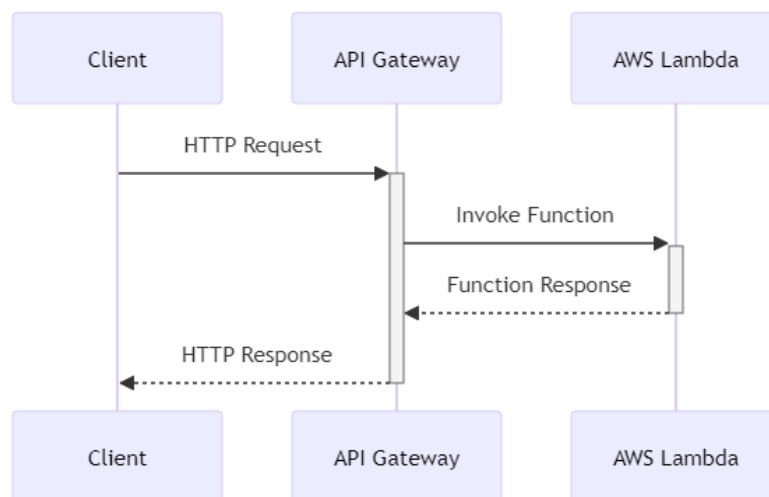 Client
API Gateway
AWS Lambda
HTTP Request
Invoke Function
Function Response
HTTP Response
Client
API Gateway
AWS Lambda